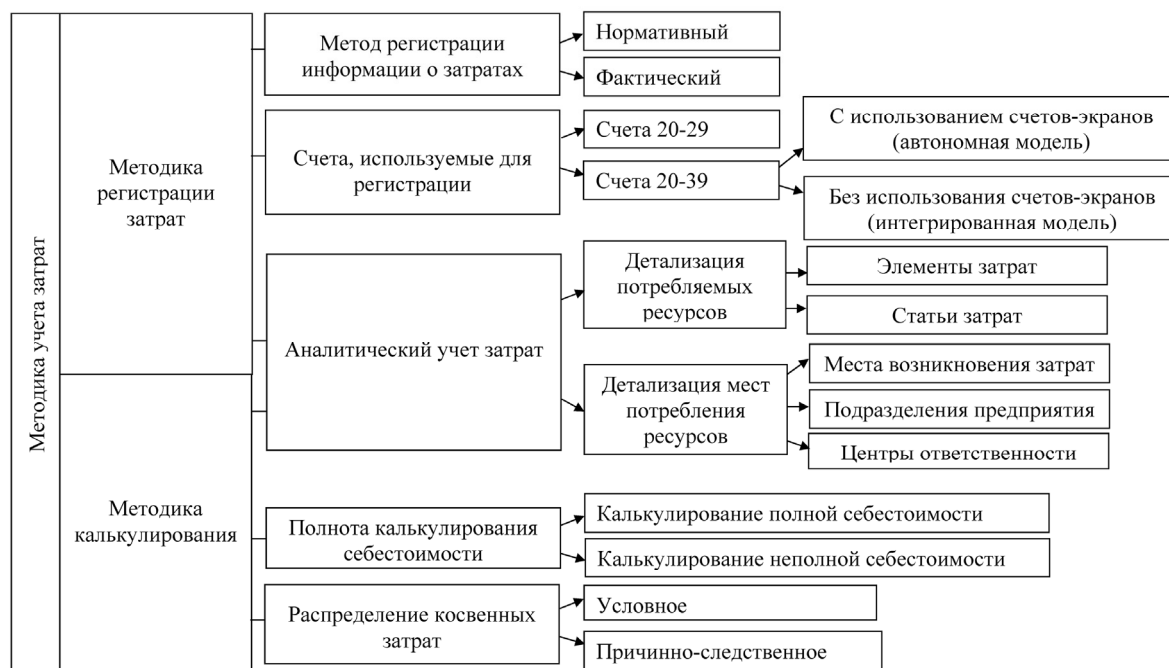 Методика учета затрат
Методика
регистрации
затрат
Методика
калькулирования
Метод регистрации
информации о затратах
Нормативный
Фактический
Счета, используемые для
регистрации
Счета 20-29
Счета 20-39
С использованием счетов-экранов
(автономная модель)
Без использования счетов-экранов
(интегрированная модель)
Аналитический учет затрат
Детализация
потребляемых
ресурсов
Элементы затрат
Статьи затрат
Детализация мест
потребления
ресурсов
Места возникновения затрат
Подразделения предприятия
Центры ответственности
Полнота калькулирования
себестоимости
Калькулирование полной себестоимости
Калькулирование неполной себестоимости
Распределение косвенных
затрат
Условное
Причинно-следственное